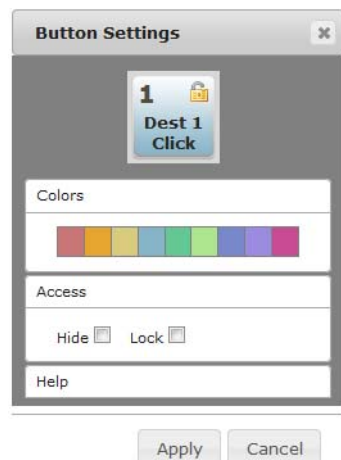 Button Settings
1
Dest 1
Click
Colors
Access
Hide Lock
Help
Apply Cancel